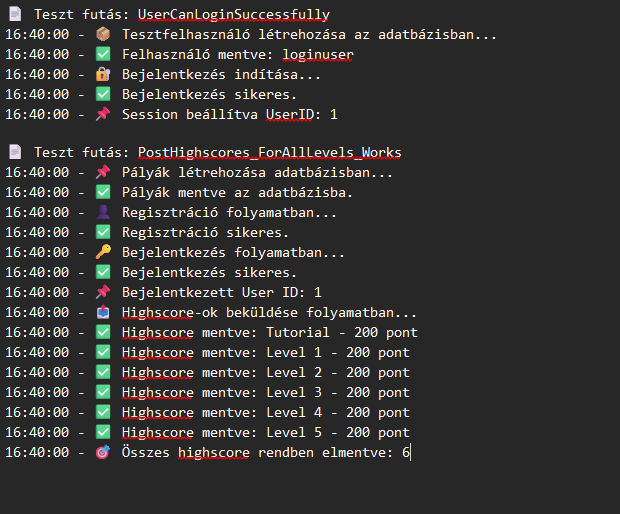 📄 Teszt futás: UserCanLoginSuccessfully
16:40:00 - 📦 Tesztfelhasználó létrehozása az adatbázisban...
16:40:00 - ✅ Felhasználó mentve: loginuser
16:40:00 - 🔐 Bejelentkezés indítása...
16:40:00 - ✅ Bejelentkezés sikeres.
16:40:00 - 📌 Session beállítva UserID: 1
📄 Teszt futás: PostHighscores_ForAllLevels_Works
16:40:00 - 📌 Pályák létrehozása adatbázisban...
16:40:00 - ✅ Pályák mentve az adatbázisba.
16:40:00 - 👤 Regisztráció folyamatban...
16:40:00 - ✅ Regisztráció sikeres.
16:40:00 - 🔑 Bejelentkezés folyamatban...
16:40:00 - ✅ Bejelentkezés sikeres.
16:40:00 - 📌 Bejelentkezett User ID: 1
16:40:00 - 📤 Highscore-ok beküldése folyamatban...
16:40:00 - ✅ Highscore mentve: Tutorial - 200 pont
16:40:00 - ✅ Highscore mentve: Level 1 - 200 pont
16:40:00 - ✅ Highscore mentve: Level 2 - 200 pont
16:40:00 - ✅ Highscore mentve: Level 3 - 200 pont
16:40:00 - ✅ Highscore mentve: Level 4 - 200 pont
16:40:00 - ✅ Highscore mentve: Level 5 - 200 pont
16:40:00 - 🎯 Összes highscore rendben elmentve: 6